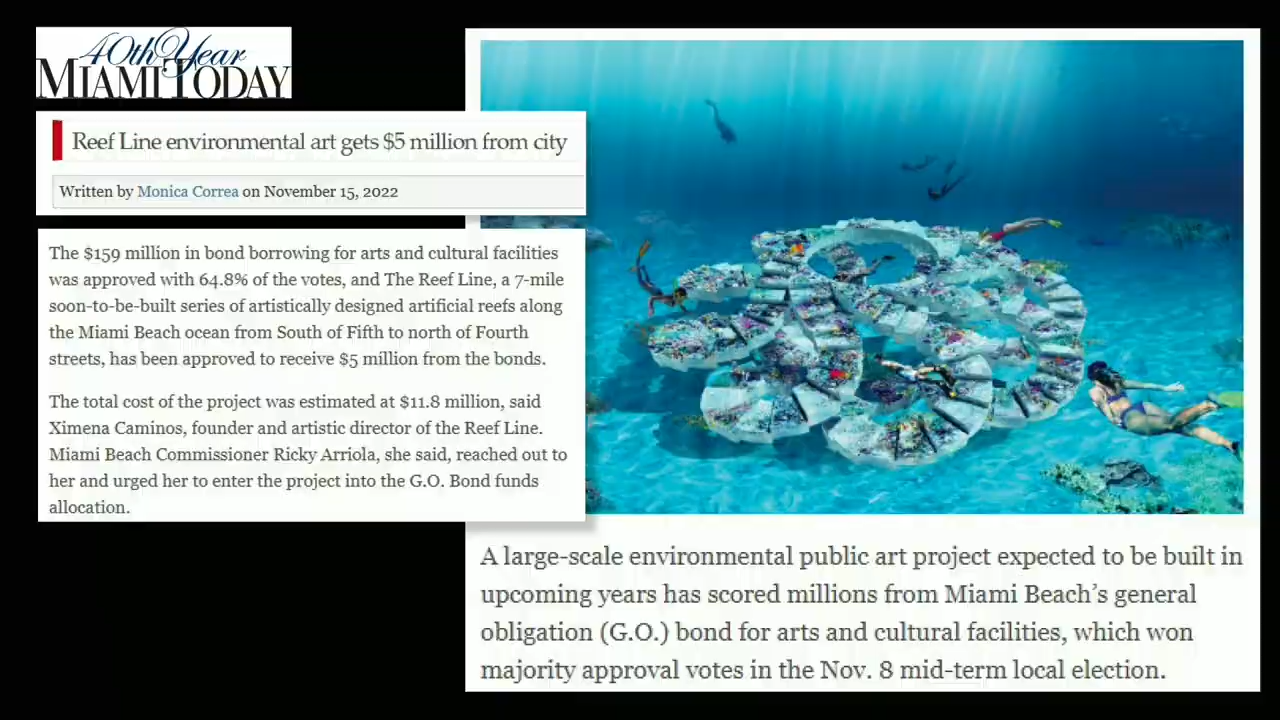 40th Year
MIAMI TODAY
Reef Line environmental art gets $5 million from city
Written by Monica Correa on November 15, 2022
The $159 million in bond borrowing for arts and cultural facilities
was approved with 64.8% of the votes, and The Reef Line, a 7-mile
soon-to-be-built series of artistically designed artificial reefs along
the Miami Beach ocean from South of Fifth to north of Fourth
streets, has been approved to receive $5 million from the bonds.
The total cost of the project was estimated at $11.8 million, said
Ximena Caminos, founder and artistic director of the Reef Line.
Miami Beach Commissioner Ricky Arriola, she said, reached out to
her and urged her to enter the project into the G.O. Bond funds
allocation.
A large-scale environmental public art project expected to be built in
upcoming years has scored millions from Miami Beach’s general
obligation (G.O.) bond for arts and cultural facilities, which won
majority approval votes in the Nov. 8 mid-term local election.